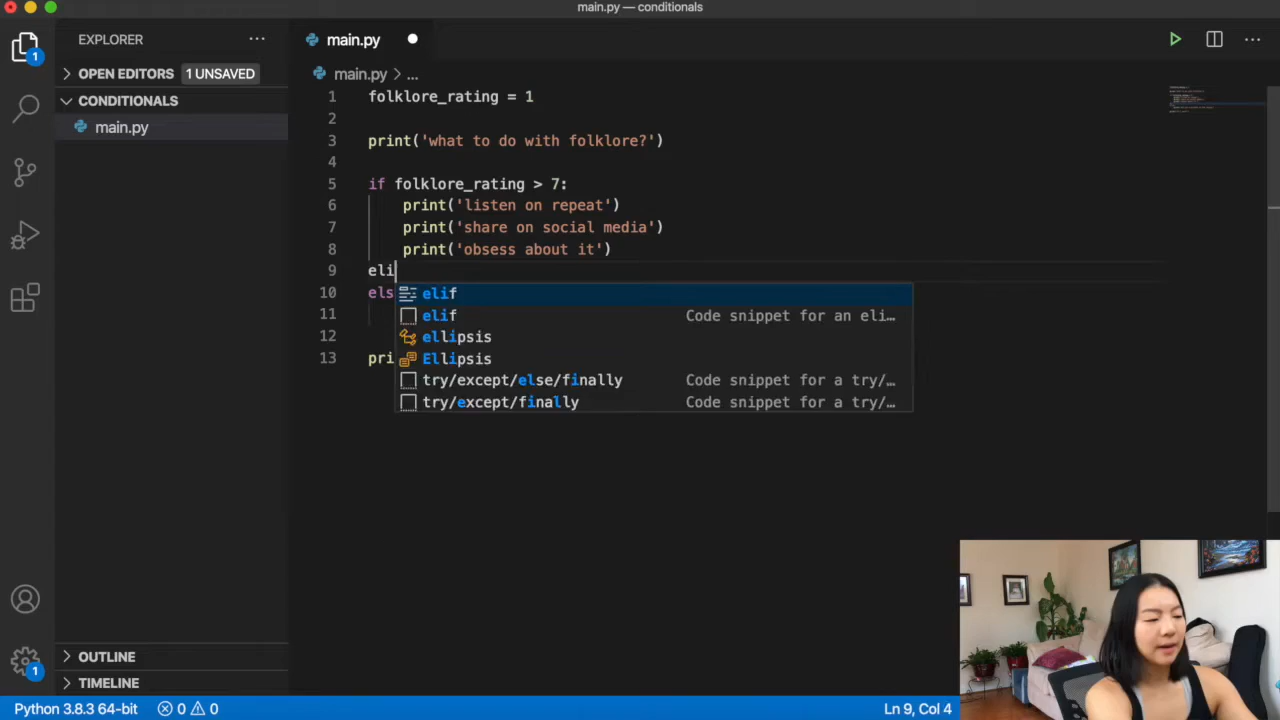 main.py — conditionals
EXPLORER
main.py
OPEN EDITORS 1 UNSAVED
main.py > ...
CONDITIONALS
main.py
1 folklore_rating = 1
2
3 print('what to do with folklore?')
4
5 if folklore_rating > 7:
6 print('listen on repeat')
7 print('share on social media')
8 print('obsess about it')
9 eli
10 els
11
12
13 pri
elif
elif Code snippet for an eli…
ellipsis
Ellipsis
try/except/else/finally Code snippet for a try/…
try/except/finally Code snippet for a try/…
1
1
OUTLINE
TIMELINE
Python 3.8.3 64-bit 0 0 Ln 9, Col 4